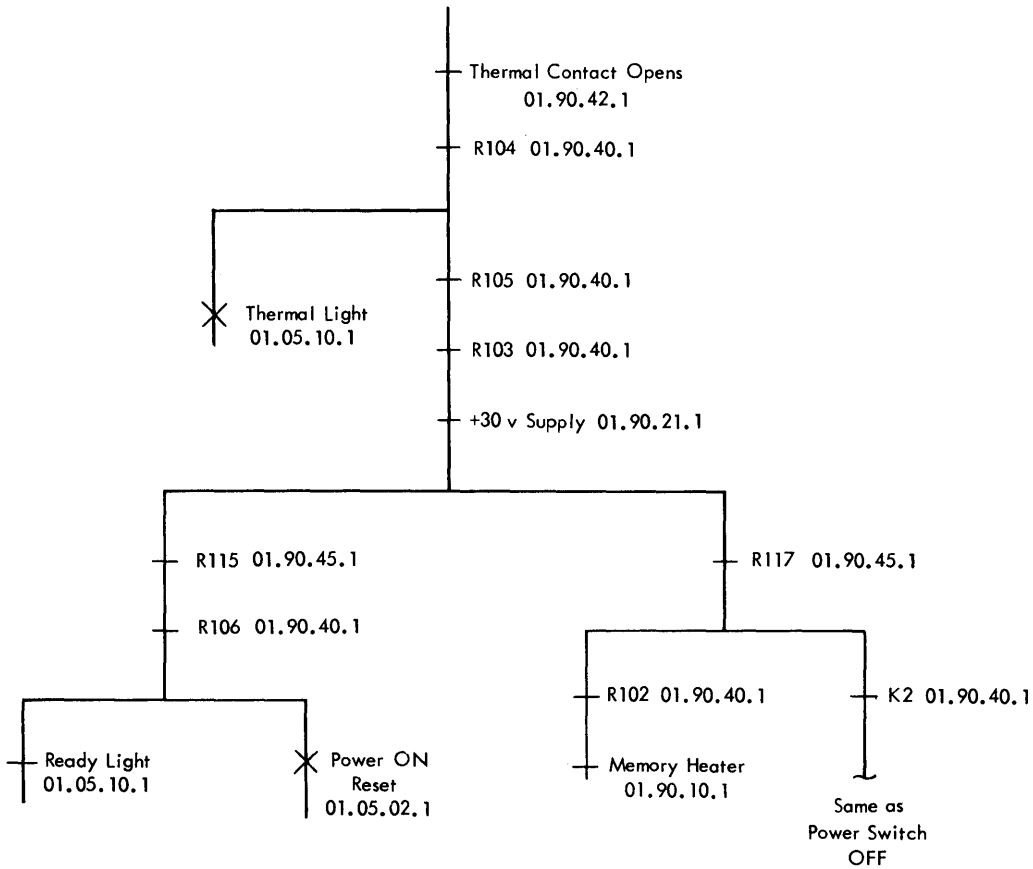 Thermal Contact Opens
01.90.42.1
R104 01.90.40.1
R105 01.90.40.1
Thermal Light
01.05.10.1
R103 01.90.40.1
+30 v Supply 01.90.21.1
R115 01.90.45.1
R117 01.90.45.1
R106 01.90.40.1
R102 01.90.40.1
K2 01.90.40.1
Ready Light
01.05.10.1
Power ON
Reset
01.05.02.1
Memory Heater
01.90.10.1
Same as
Power Switch
OFF